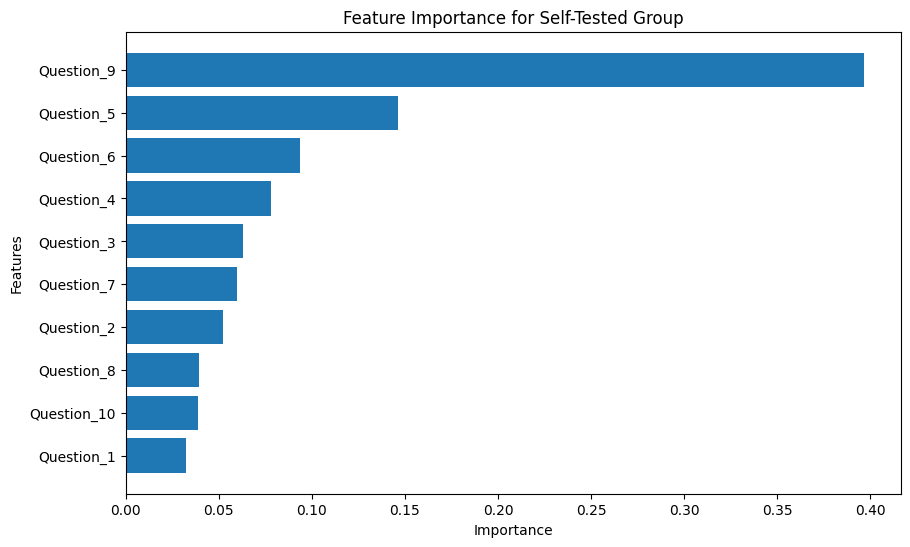 Feature Importance for Self-Tested Group
Question_9
Question_5
Question_6
Question_4
Question_3
Question_7
Question_2
Question_8
Question_10
Question_1
Features
0.00 0.05 0.10 0.15 0.20 0.25 0.30 0.35 0.40
Importance